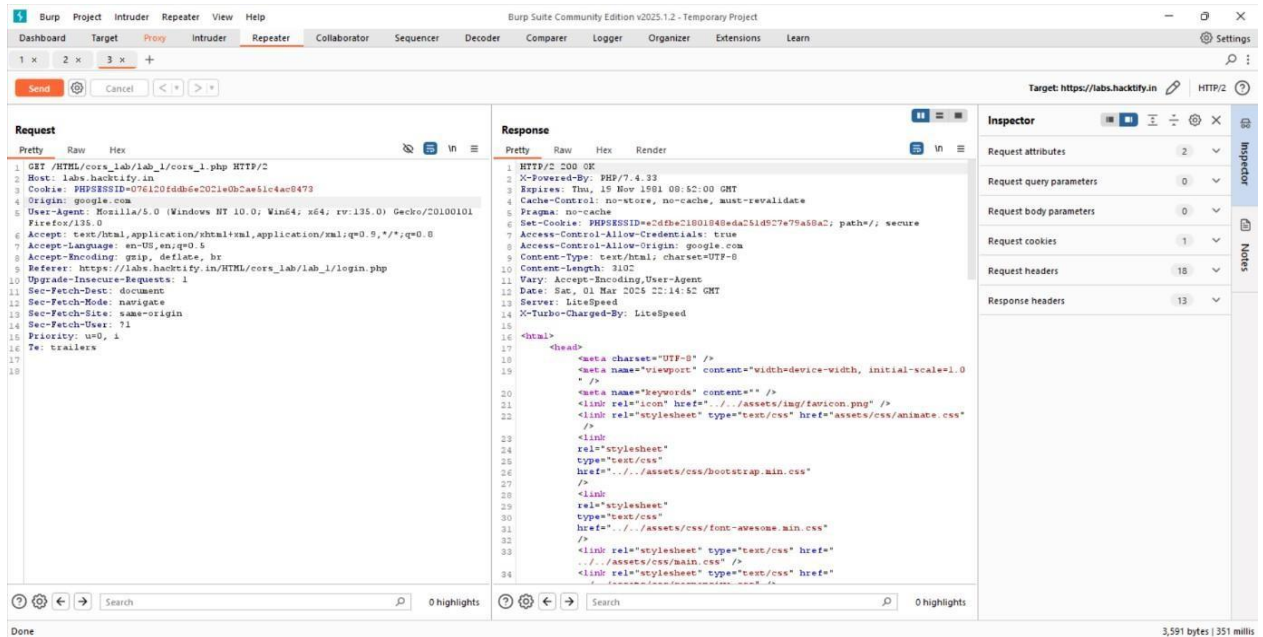 Burp Project Intruder Repeater View Help
Burp Suite Community Edition v2025.1.2 - Temporary Project
Dashboard Target Proxy Intruder Repeater Collaborator Sequencer Decoder Comparer Logger Organizer Extensions Learn
Settings
1 × 2 × 3 × +
Send Cancel < >
Target: https://labs.hacktify.in HTTP/2
Request
Pretty Raw Hex
\n
1 GET /HTML/cors_lab/lab_1/cors_1.php HTTP/2
2 Host: labs.hacktify.in
3 Cookie: PHPSESSID=076120fddb6e2021e0b2ae51c4ac8473
4 Origin: google.com
5 User-Agent: Mozilla/5.0 (Windows NT 10.0; Win64; x64; rv:135.0) Gecko/20100101
Firefox/135.0
6 Accept: text/html,application/xhtml+xml,application/xml;q=0.9,*/*;q=0.8
7 Accept-Language: en-US,en;q=0.5
8 Accept-Encoding: gzip, deflate, br
9 Referer: https://labs.hacktify.in/HTML/cors_lab/lab_1/login.php
10 Upgrade-Insecure-Requests: 1
11 Sec-Fetch-Dest: document
12 Sec-Fetch-Mode: navigate
13 Sec-Fetch-Site: same-origin
14 Sec-Fetch-User: ?1
15 Priority: u=0, i
16 Te: trailers
17
18
Search
0 highlights
Response
Pretty Raw Hex Render
\n
1 HTTP/2 200 OK
2 X-Powered-By: PHP/7.4.33
3 Expires: Thu, 19 Nov 1981 08:52:00 GMT
4 Cache-Control: no-store, no-cache, must-revalidate
5 Pragma: no-cache
6 Set-Cookie: PHPSESSID=e2dfbe21801848eda251d927e79a58a2; path=/; secure
7 Access-Control-Allow-Credentials: true
8 Access-Control-Allow-Origin: google.com
9 Content-Type: text/html; charset=UTF-8
10 Content-Length: 3102
11 Vary: Accept-Encoding,User-Agent
12 Date: Sat, 01 Mar 2025 22:14:52 GMT
13 Server: LiteSpeed
14 X-Turbo-Charged-By: LiteSpeed
15
16 <html>
17 <head>
18 <meta charset="UTF-8" />
19 <meta name="viewport" content="width=device-width, initial-scale=1.0
" />
20 <meta name="keywords" content="" />
21 <link rel="icon" href="../../assets/img/favicon.png" />
22 <link rel="stylesheet" type="text/css" href="assets/css/animate.css"
/>
23 <link
24 rel="stylesheet"
25 type="text/css"
26 href="../../assets/css/bootstrap.min.css"
27 />
28 <link
29 rel="stylesheet"
30 type="text/css"
31 href="../../assets/css/font-awesome.min.css"
32 />
33 <link rel="stylesheet" type="text/css" href="
../../assets/css/main.css" />
34 <link rel="stylesheet" type="text/css" href="
Search
0 highlights
Inspector
Request attributes 2
Request query parameters 0
Request body parameters 0
Request cookies 1
Request headers 18
Response headers 13
Inspector
Notes
Done
3,591 bytes | 351 millis